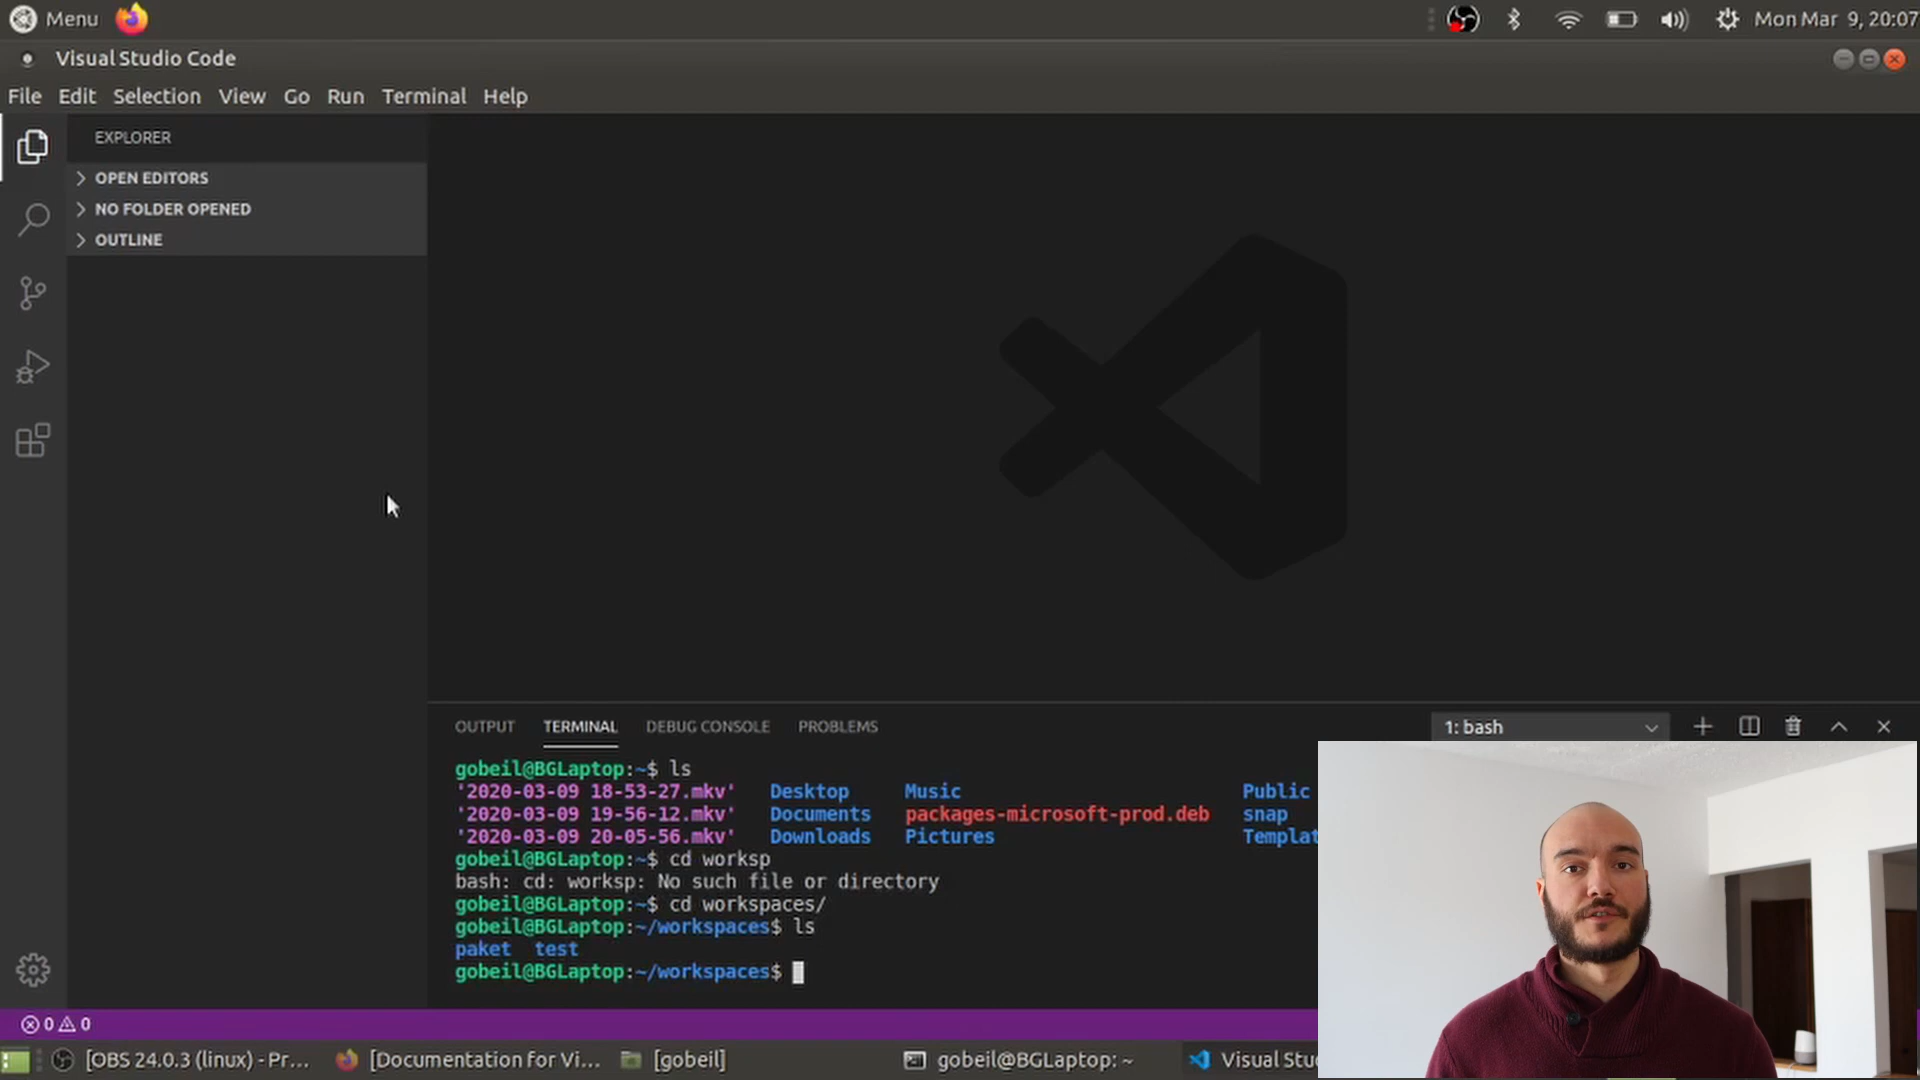 Menu
Mon Mar 9, 20:07
Visual Studio Code
File Edit Selection View Go Run Terminal Help
EXPLORER
OPEN EDITORS
NO FOLDER OPENED
OUTLINE
OUTPUT TERMINAL DEBUG CONSOLE PROBLEMS
1: bash
gobeil@BGLaptop:~$ ls
'2020-03-09 18-53-27.mkv' Desktop Music Public
'2020-03-09 19-56-12.mkv' Documents packages-microsoft-prod.deb snap
'2020-03-09 20-05-56.mkv' Downloads Pictures Templat
gobeil@BGLaptop:~$ cd worksp
bash: cd: worksp: No such file or directory
gobeil@BGLaptop:~$ cd workspaces/
gobeil@BGLaptop:~/workspaces$ ls
paket test
gobeil@BGLaptop:~/workspaces$
0 0
[OBS 24.0.3 (linux) - Pr... [Documentation for Vi... [gobeil] gobeil@BGLaptop: ~ Visual Stu